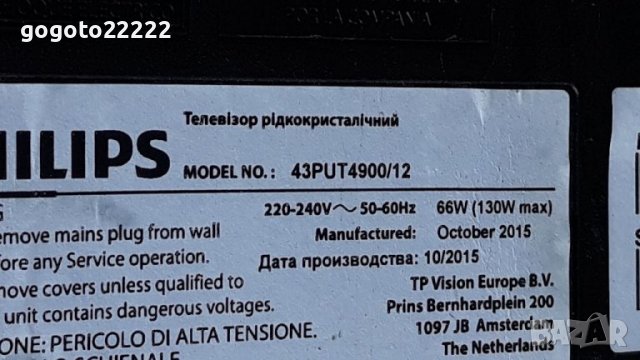 gogoto22222
Телевізор рідкокристалічний
HILIPS MODEL NO.: 43PUT4900/12
220-240V~ 50-60Hz 66W (130W max)
emove mains plug from wall Manufactured: October 2015
fore any Service operation. Дата производства: 10/2015
move covers unless qualified to TP Vision Europe B.V.
unit contains dangerous voltages. Prins Bernhardplein 200
ONE: PERICOLO DI ALTA TENSIONE. 1097 JB Amsterdam
The Netherlands
BAZAR